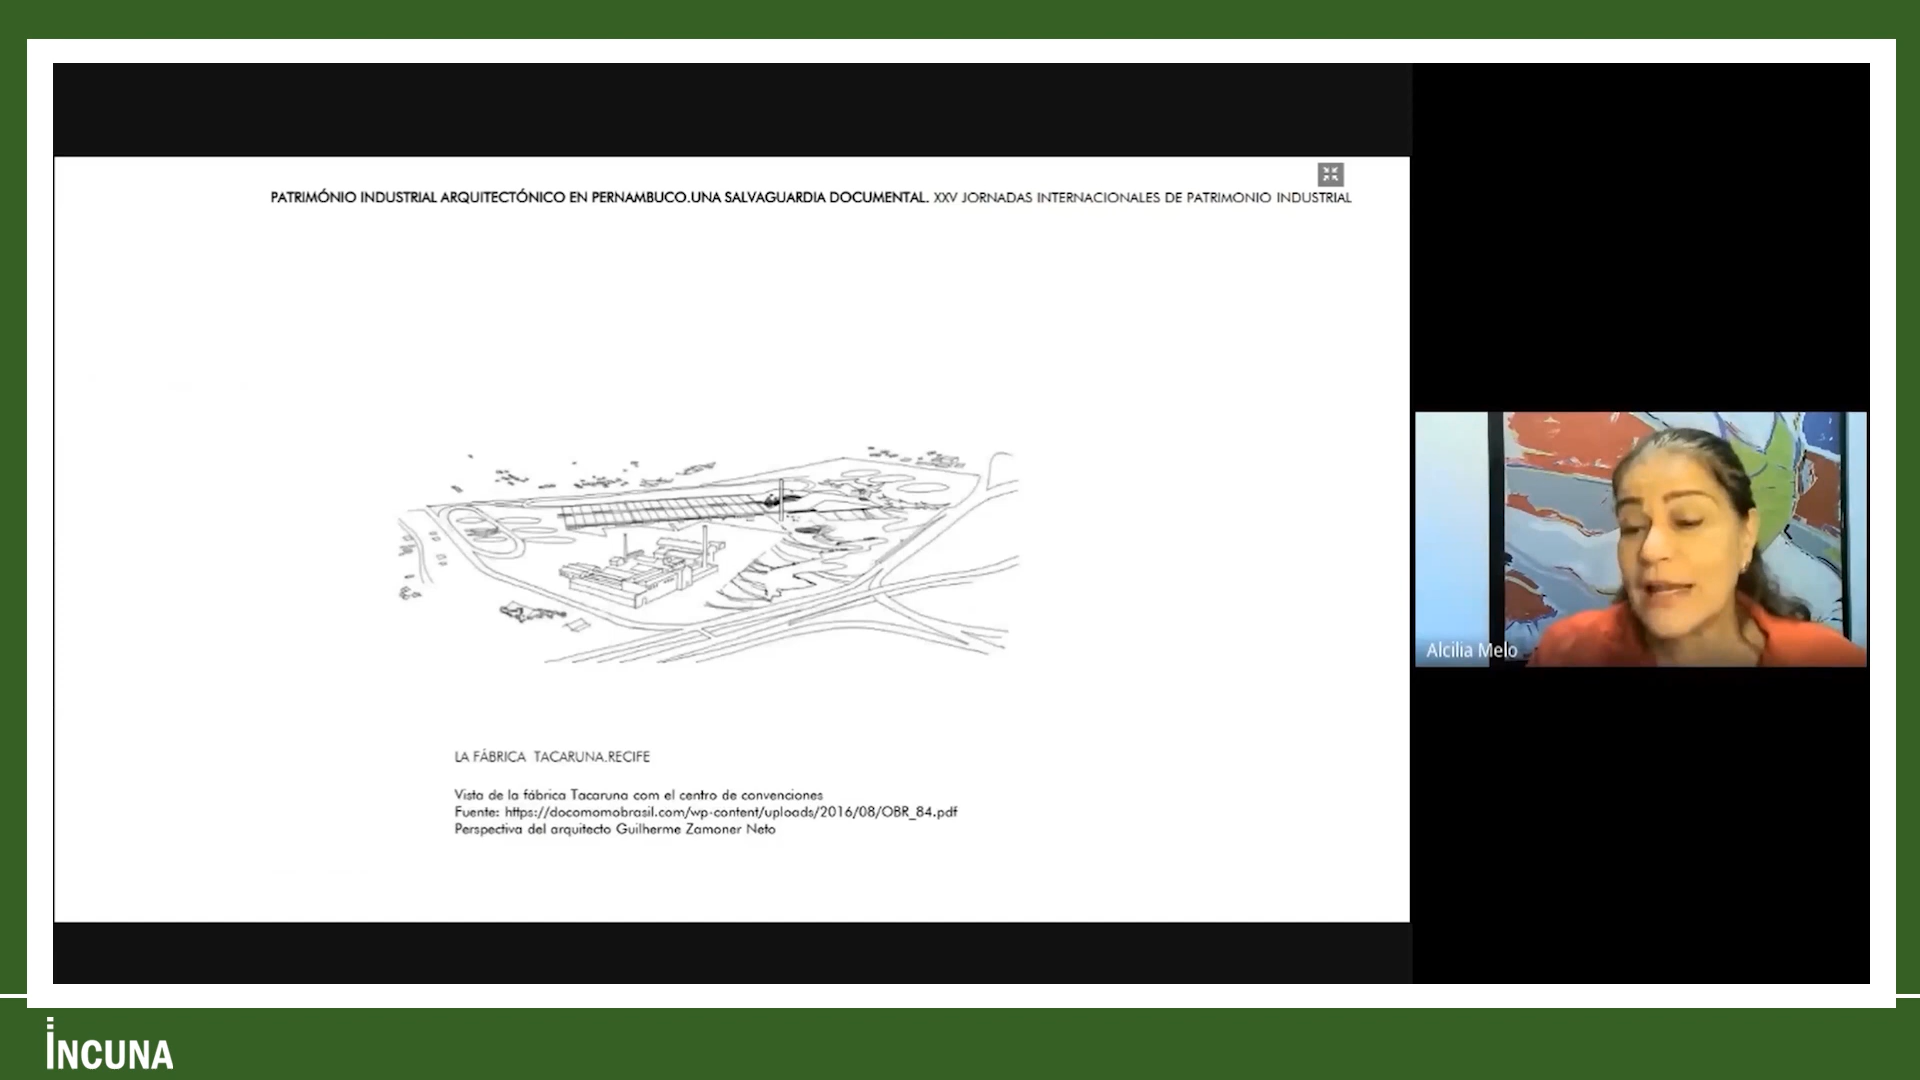 PATRIMÓNIO INDUSTRIAL ARQUITECTÓNICO EN PERNAMBUCO.UNA SALVAGUARDIA DOCUMENTAL. XXV JORNADAS INTERNACIONALES DE PATRIMONIO INDUSTRIAL
LA FÁBRICA TACARUNA.RECIFE
Vista de la fábrica Tacaruna com el centro de convenciones
Fuente: https://docomomobrasil.com/wp-content/uploads/2016/08/OBR_84.pdf
Perspectiva del arquitecto Guilherme Zamoner Neto
Alcilia Melo
INCUNA